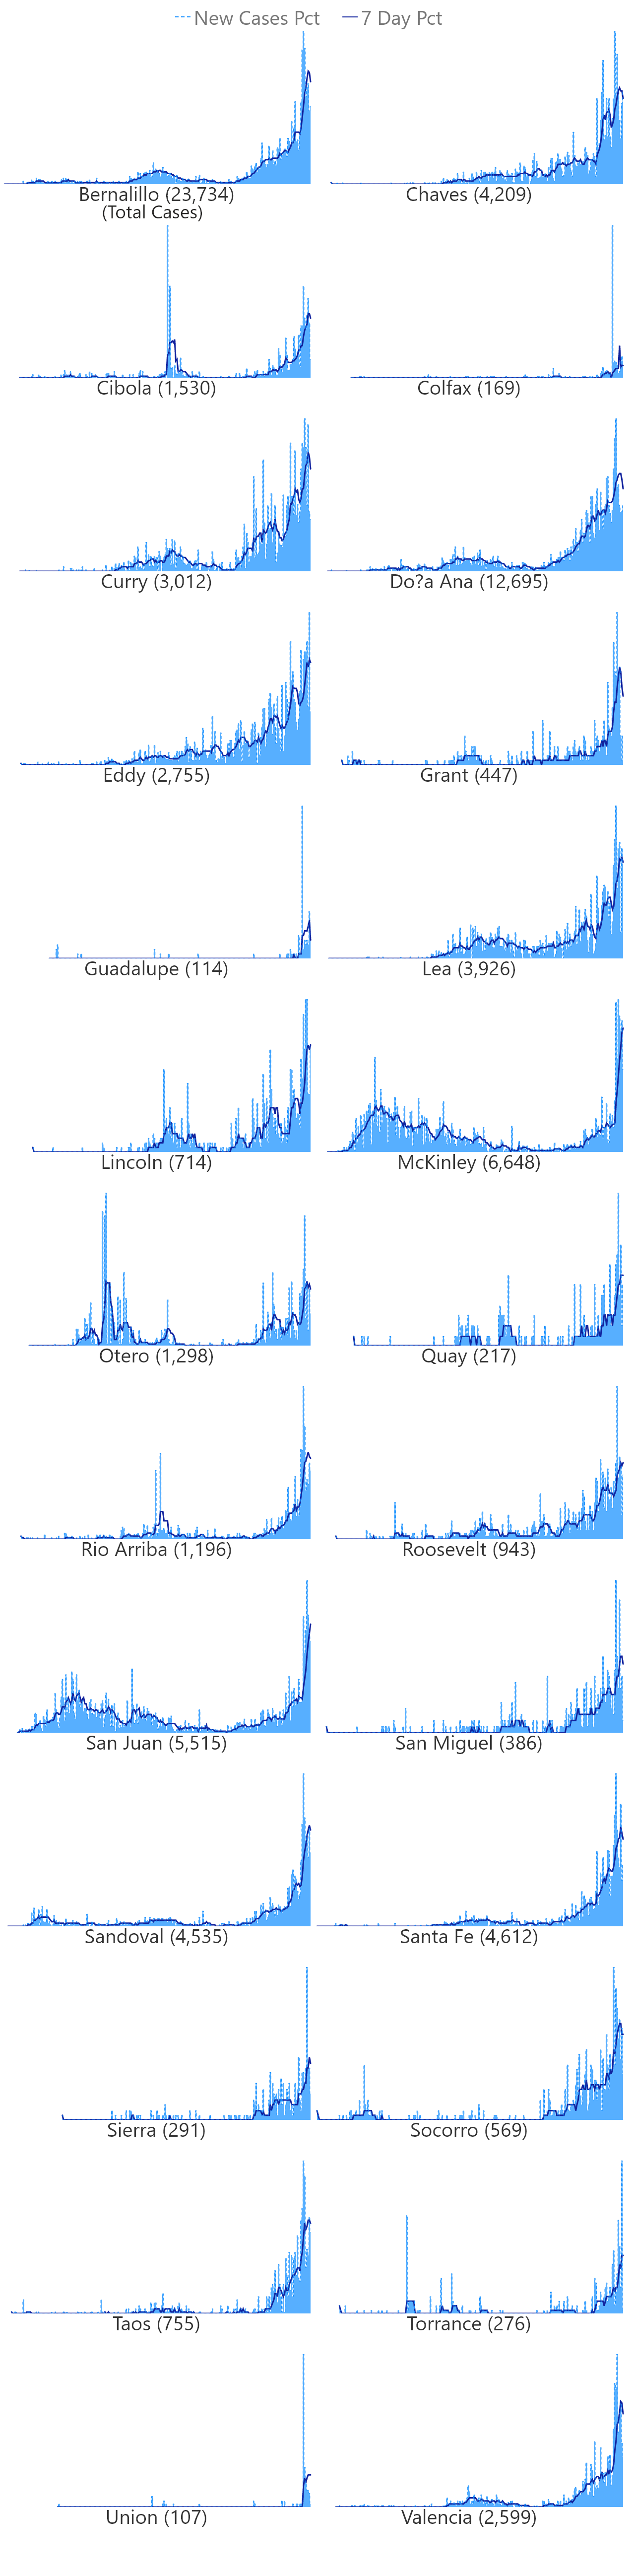 New Cases Pct 7 Day Pct
Bernalillo (23,734) Chaves (4,209)
(Total Cases)
Cibola (1,530) Colfax (169)
Curry (3,012) Do?a Ana (12,695)
Eddy (2,755) Grant (447)
Guadalupe (114) Lea (3,926)
Lincoln (714) McKinley (6,648)
Otero (1,298) Quay (217)
Rio Arriba (1,196) Roosevelt (943)
San Juan (5,515) San Miguel (386)
Sandoval (4,535) Santa Fe (4,612)
Sierra (291) Socorro (569)
Taos (755) Torrance (276)
Union (107) Valencia (2,599)